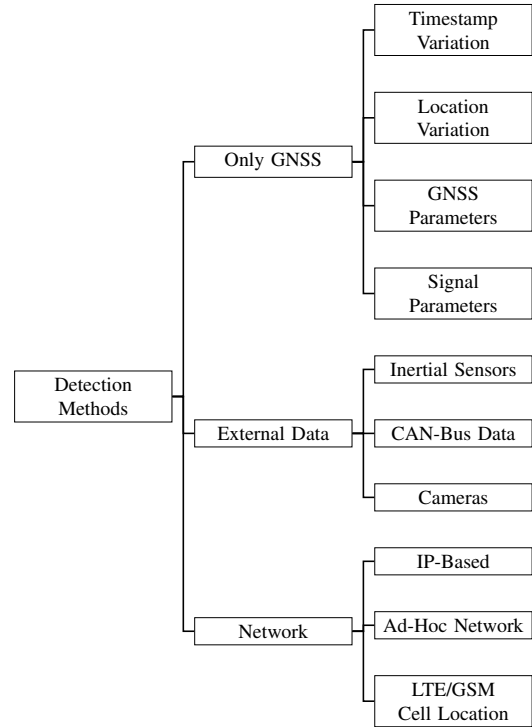 Detection
Methods
Only GNSS
Timestamp
Variation
Location
Variation
GNSS
Parameters
Signal
Parameters
External Data
Inertial Sensors
CAN-Bus Data
Cameras
Network
IP-Based
Ad-Hoc Network
LTE/GSM
Cell Location